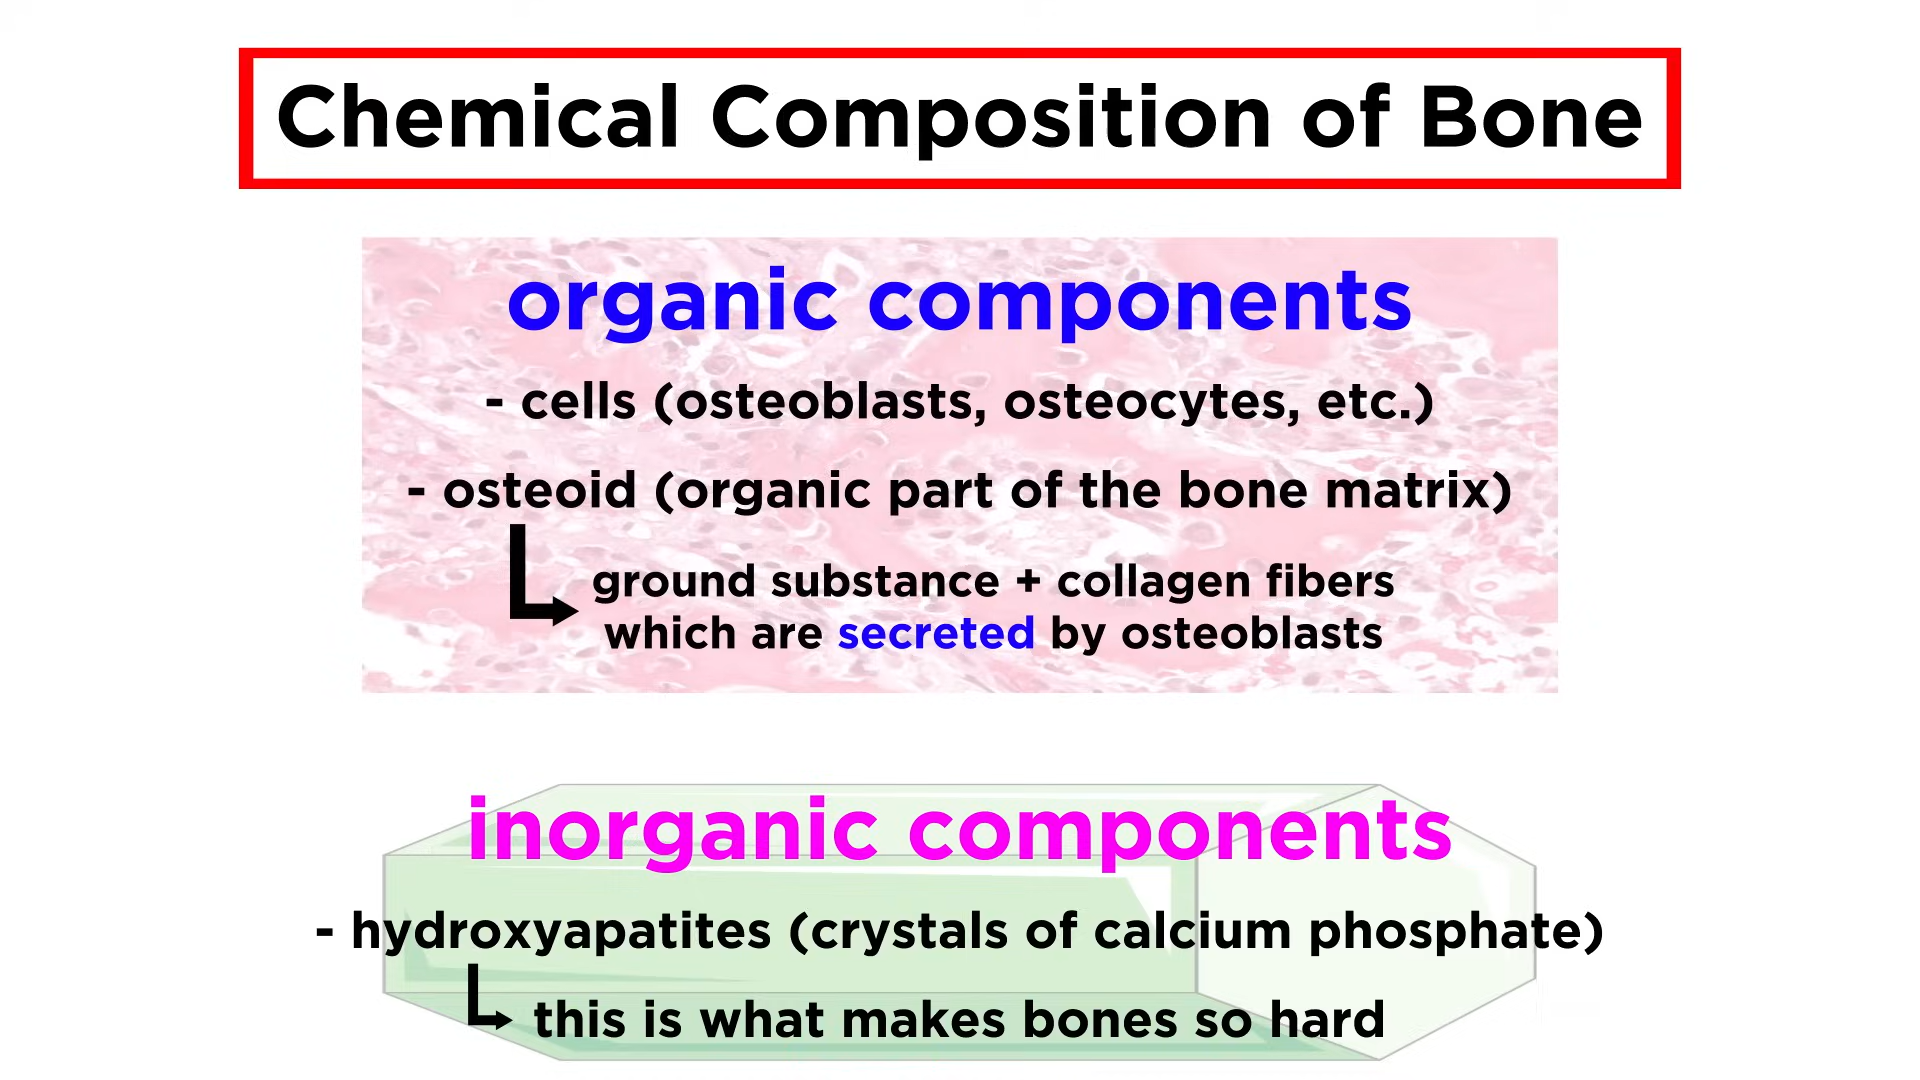 Chemical Composition of Bone
organic components
- cells (osteoblasts, osteocytes, etc.)
- osteoid (organic part of the bone matrix)
ground substance + collagen fibers
which are secreted by osteoblasts
inorganic components
- hydroxyapatites (crystals of calcium phosphate)
this is what makes bones so hard